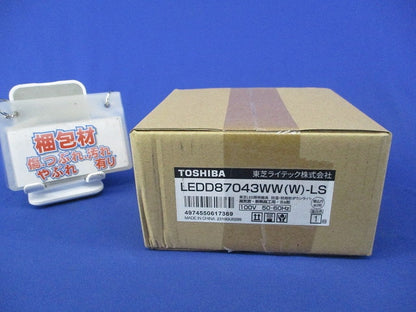 梱包材
傷 つぶれ 汚れ
やぶれ 有り
TOSHIBA 東芝ライテック株式会社
LEDD87043WW(W)-LS
100V 50-60Hz
4974550617369
MADE IN CHINA